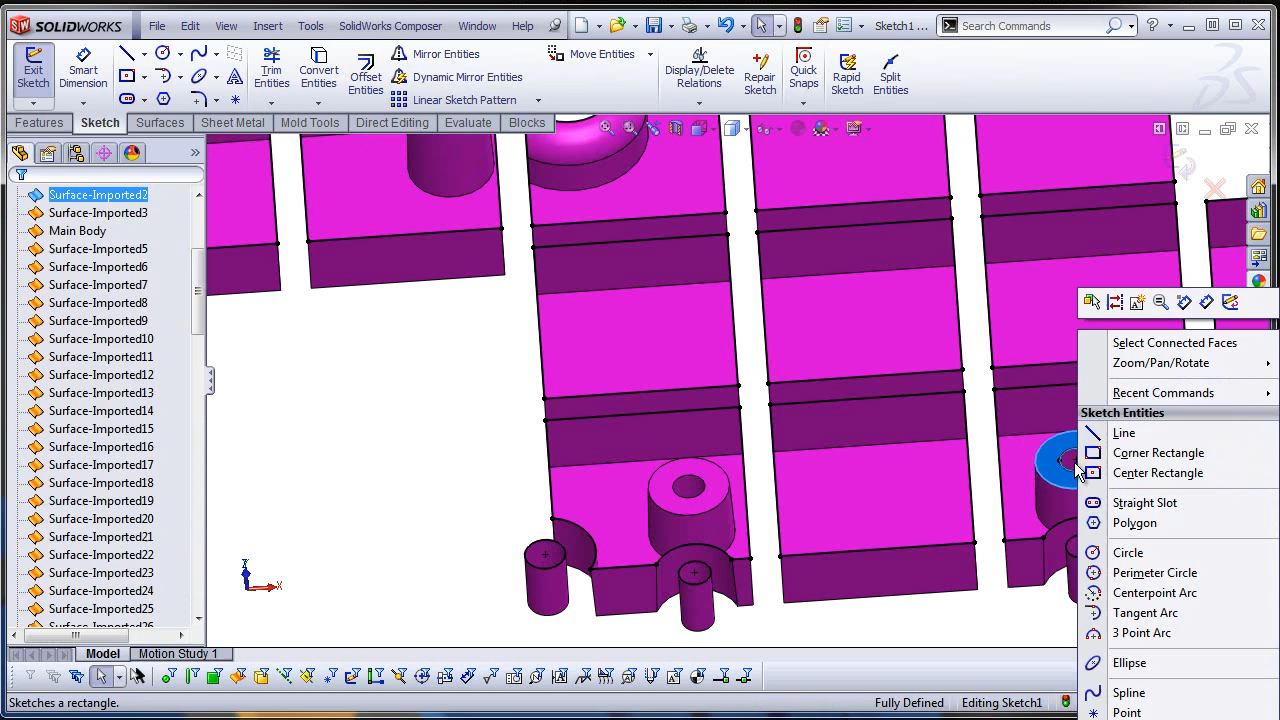 SOLIDWORKS File Edit View Insert Tools SolidWorks Composer Window Help Sketch1 ... Search Commands
Exit Sketch
Smart Dimension
Trim Entities
Convert Entities
Offset Entities
Mirror Entities
Dynamic Mirror Entities
Linear Sketch Pattern
Move Entities
Display/Delete Relations
Repair Sketch
Quick Snaps
Rapid Sketch
Split Entities
Features Sketch Surfaces Sheet Metal Mold Tools Direct Editing Evaluate Blocks
Surface-Imported2
Surface-Imported3
Main Body
Surface-Imported5
Surface-Imported6
Surface-Imported7
Surface-Imported8
Surface-Imported9
Surface-Imported10
Surface-Imported11
Surface-Imported12
Surface-Imported13
Surface-Imported14
Surface-Imported15
Surface-Imported16
Surface-Imported17
Surface-Imported18
Surface-Imported19
Surface-Imported20
Surface-Imported21
Surface-Imported22
Surface-Imported23
Surface-Imported24
Surface-Imported25
Surface-Imported26
Z
X
Select Connected Faces
Zoom/Pan/Rotate
Recent Commands
Sketch Entities
Line
Corner Rectangle
Center Rectangle
Straight Slot
Polygon
Circle
Perimeter Circle
Centerpoint Arc
Tangent Arc
3 Point Arc
Ellipse
Spline
Point
Model Motion Study 1
Sketches a rectangle. Fully Defined Editing Sketch1